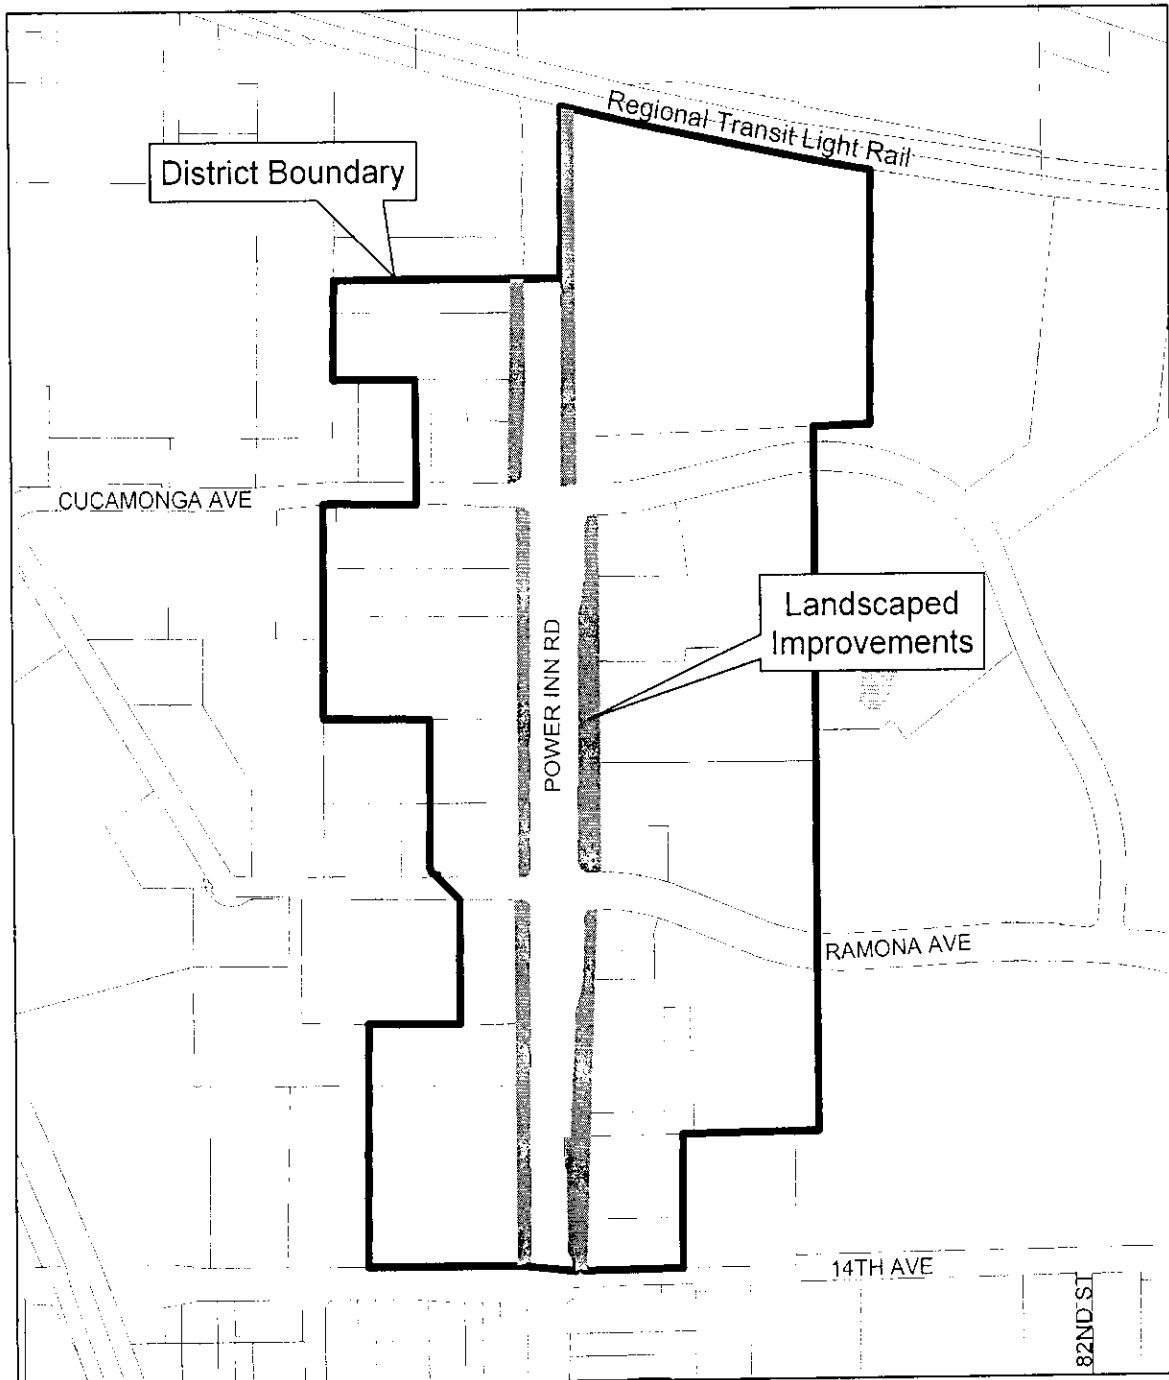 Regional Transit Light Rail
District Boundary
CUCAMONGA AVE
Landscaped
Improvements
POWER INN RD
RAMONA AVE
14TH AVE
82ND ST